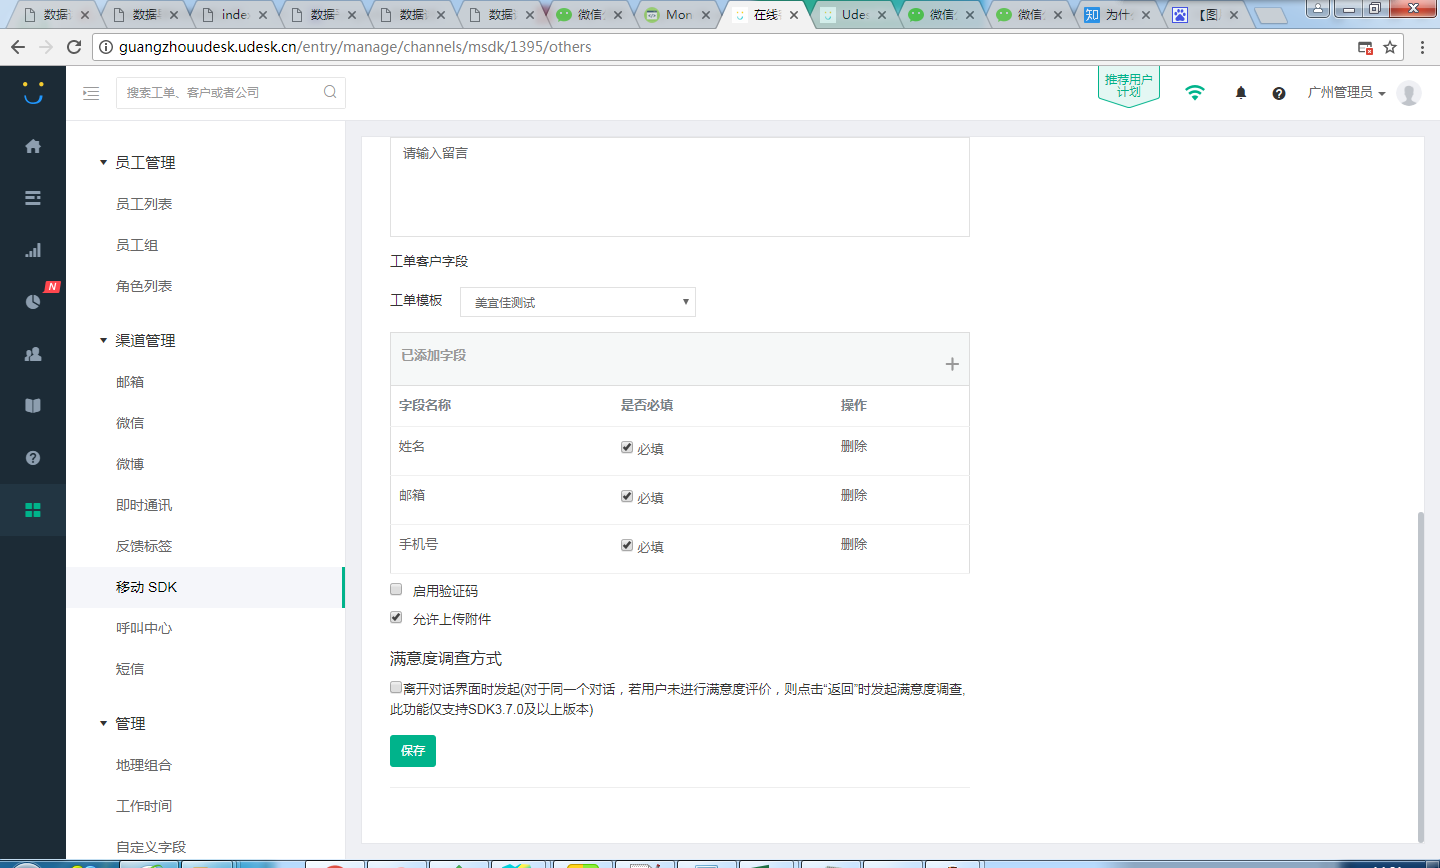 数据
数据
inde
数据
数据
数据
微信
Mon
在线
Ude
微信
微信
知 为什
【图
guangzhouudesk.udesk.cn/entry/manage/channels/msdk/1395/others
搜索工单、客户或者公司
推荐用户
计划
广州管理员
N
员工管理
员工列表
员工组
角色列表
渠道管理
邮箱
微信
微博
即时通讯
反馈标签
移动 SDK
呼叫中心
短信
管理
地理组合
工作时间
自定义字段
请输入留言
工单客户字段
工单模板 美宜佳测试
已添加字段
字段名称 是否必填 操作
姓名 必填 删除
邮箱 必填 删除
手机号 必填 删除
启用验证码
允许上传附件
满意度调查方式
离开对话界面时发起(对于同一个对话，若用户未进行满意度评价，则点击“返回”时发起满意度调查,
此功能仅支持SDK3.7.0及以上版本)
保存